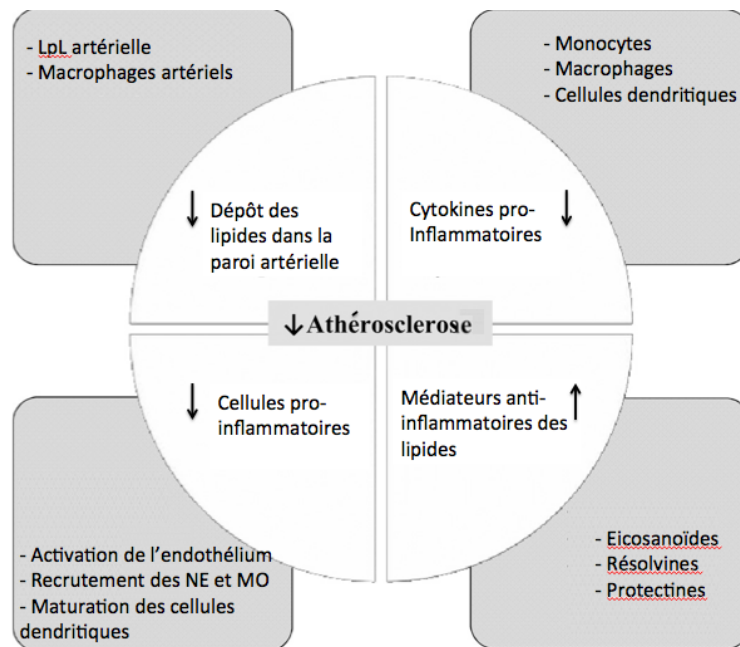 - LpL artérielle
- Macrophages artériels
- Monocytes
- Macrophages
- Cellules dendritiques
↓ Dépôt des
lipides dans la
paroi artérielle
Cytokines pro- ↓
Inflammatoires
↓ Athérosclerose
↓ Cellules pro-
inflammatoires
Médiateurs anti- ↑
inflammatoires des
lipides
- Activation de l’endothélium
- Recrutement des NE et MO
- Maturation des cellules
dendritiques
- Eicosanoïdes
- Résolvines
- Protectines